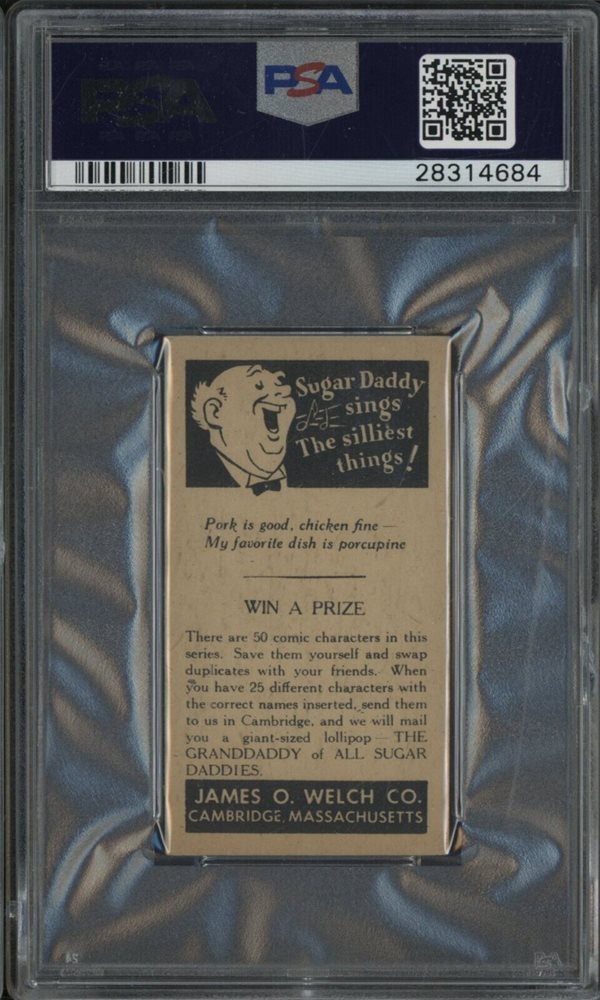 PSA
28314684
Sugar Daddy
sings
The silliest
things!
Pork is good, chicken fine —
My favorite dish is porcupine
WIN A PRIZE
There are 50 comic characters in this
series. Save them yourself and swap
duplicates with your friends. When
you have 25 different characters with
the correct names inserted, send them
to us in Cambridge, and we will mail
you a giant-sized lollipop — THE
GRANDDADDY of ALL SUGAR
DADDIES.
JAMES O. WELCH CO.
CAMBRIDGE, MASSACHUSETTS